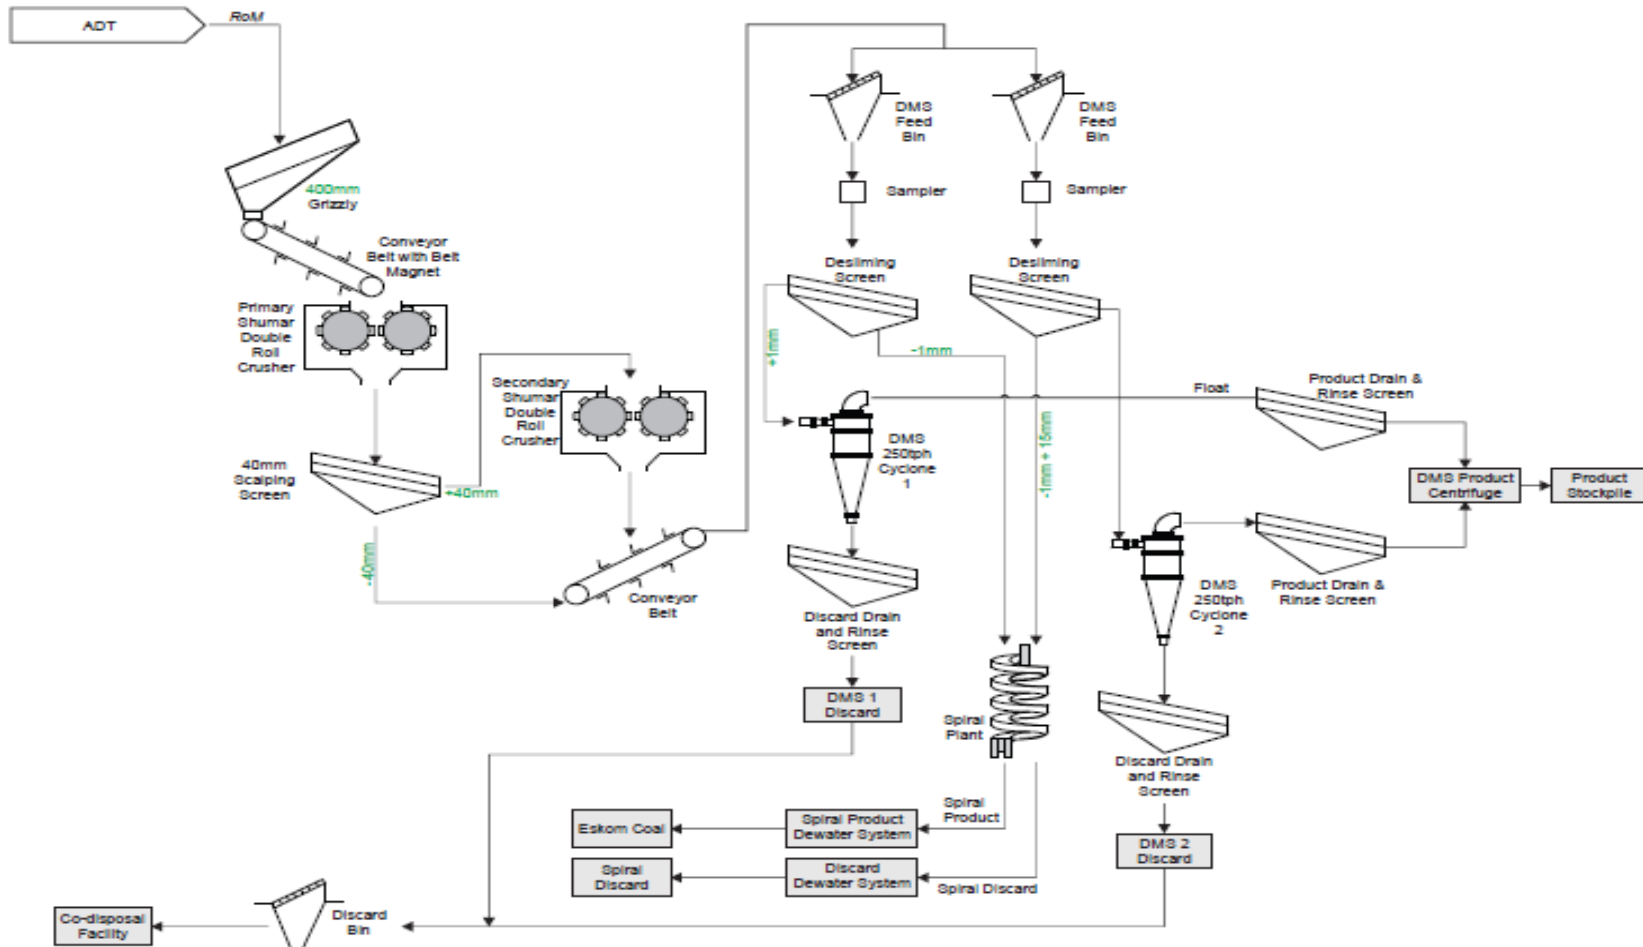 ADT
RoM
400mm
Grizzly
Conveyor
Belt with Belt
Magnet
Primary
Shumar
Double
Roll
Crusher
Secondary
Shumar
Double
Roll
Crusher
40mm
Scalping
Screen
+40mm
-40mm
Conveyor
Belt
DMS
Feed
Bin
DMS
Feed
Bin
Sampler
Sampler
Desliming
Screen
Desliming
Screen
+1mm
-1mm
-1mm + 15mm
Float
DMS
250tph
Cyclone
1
Product Drain &
Rinse Screen
DMS Product
Centrifuge
Product
Stockpile
DMS
250tph
Cyclone
2
Product Drain &
Rinse Screen
Discard Drain
and Rinse
Screen
DMS 1
Discard
Spiral
Plant
Discard Drain
and Rinse
Screen
DMS 2
Discard
Spiral
Product
Spiral Product
Dewater System
Eskom Coal
Spiral Discard
Discard
Dewater System
Spiral
Discard
Discard
Bin
Co-disposal
Facility